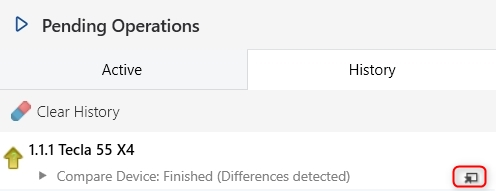 Pending Operations
Active
History
Clear History
1.1.1 Tecla 55 X4
Compare Device: Finished (Differences detected)